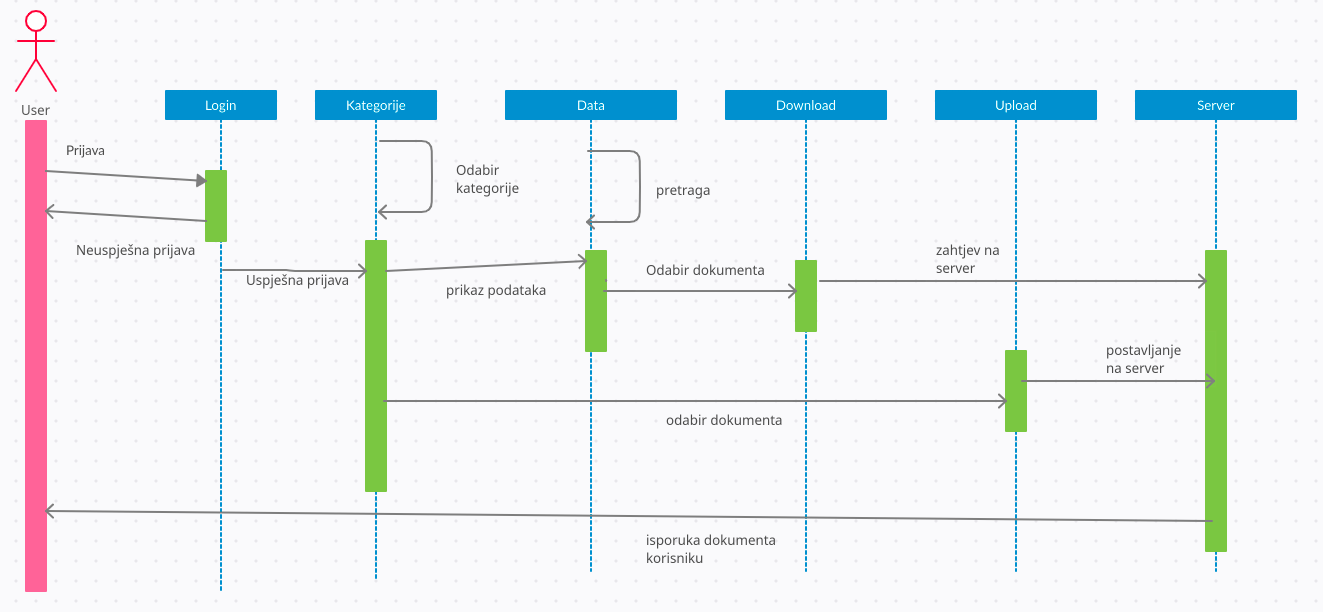 User
Login
Kategorije
Data
Download
Upload
Server
Prijava
Odabir
kategorije
pretraga
Neuspješna prijava
Uspješna prijava
prikaz podataka
Odabir dokumenta
zahtjev na
server
postavljanje
na server
odabir dokumenta
isporuka dokumenta
korisniku